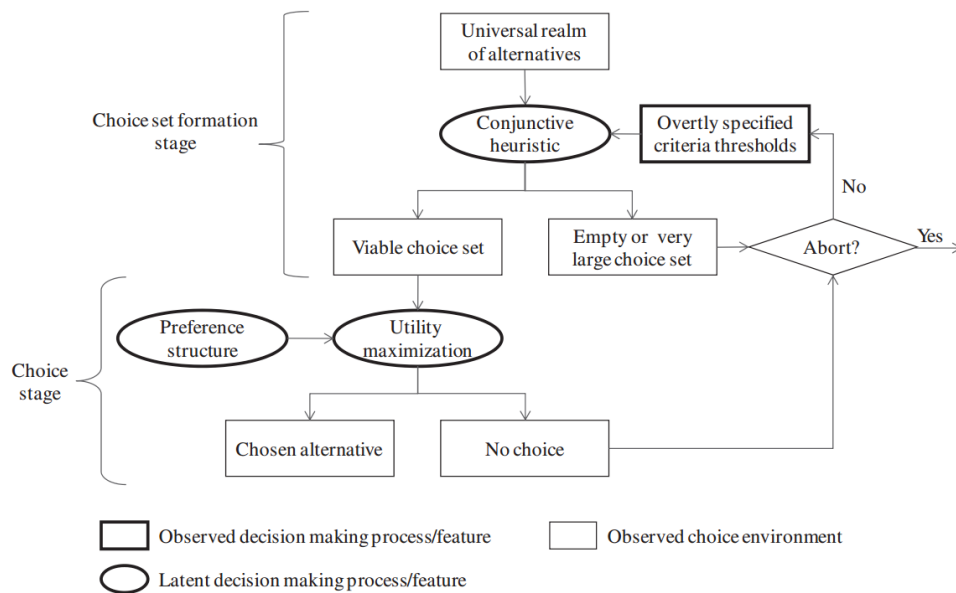 Universal realm
of alternatives
Choice set formation
stage
Conjunctive
heuristic
Overtly specified
criteria thresholds
No
Viable choice set
Empty or very
large choice set
Abort?
Yes
Choice
stage
Preference
structure
Utility
maximization
Chosen alternative
No choice
Observed decision making process/feature
Observed choice environment
Latent decision making process/feature